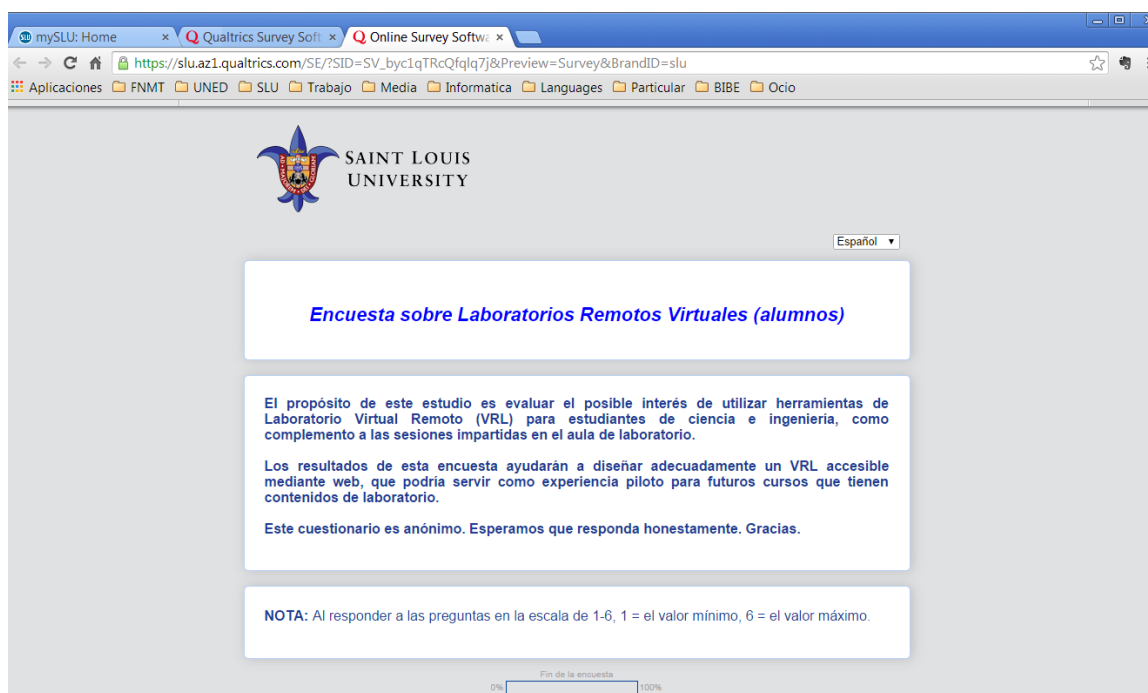 mySLU: Home
Qualtrics Survey Soft
Online Survey Softwa
https://slu.az1.qualtrics.com/SE/?SID=SV_byc1qTRcQfqlq7j&Preview=Survey&BrandID=slu
Aplicaciones FNMT UNED SLU Trabajo Media Informatica Languages Particular BIBE Ocio
SAINT LOUIS
UNIVERSITY
Español
Encuesta sobre Laboratorios Remotos Virtuales (alumnos)
El propósito de este estudio es evaluar el posible interés de utilizar herramientas de
Laboratorio Virtual Remoto (VRL) para estudiantes de ciencia e ingeniería, como
complemento a las sesiones impartidas en el aula de laboratorio.
Los resultados de esta encuesta ayudarán a diseñar adecuadamente un VRL accesible
mediante web, que podría servir como experiencia piloto para futuros cursos que tienen
contenidos de laboratorio.
Este cuestionario es anónimo. Esperamos que responda honestamente. Gracias.
NOTA: Al responder a las preguntas en la escala de 1-6, 1 = el valor mínimo, 6 = el valor máximo.
Fin de la encuesta
0% 100%